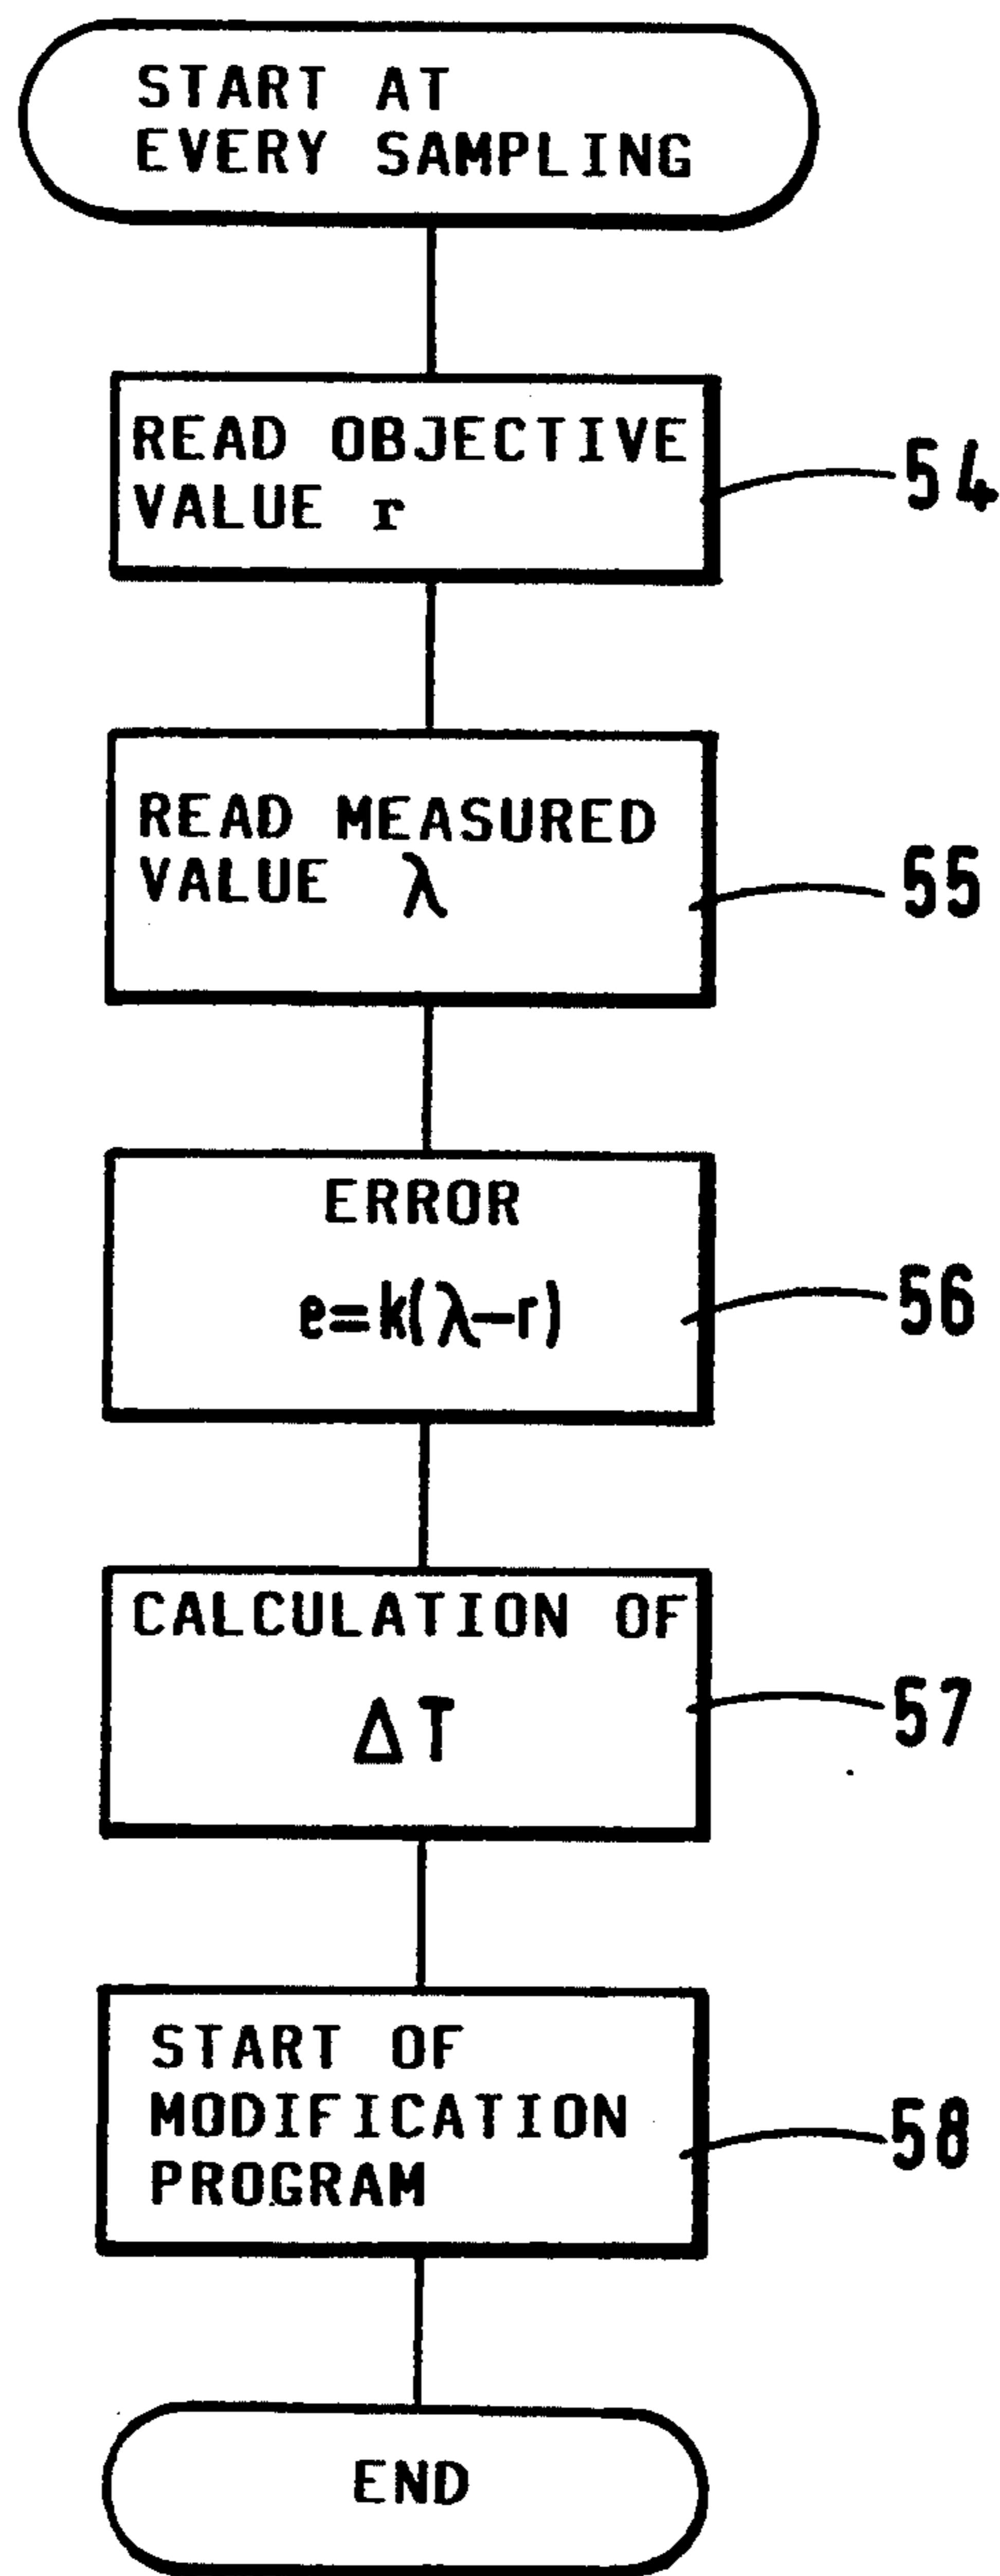 START AT
EVERY SAMPLING
READ OBJECTIVE
VALUE r
54
READ MEASURED
VALUE λ
55
ERROR
e=k(λ-r)
56
CALCULATION OF
ΔT
57
START OF
MODIFICATION
PROGRAM
58
END